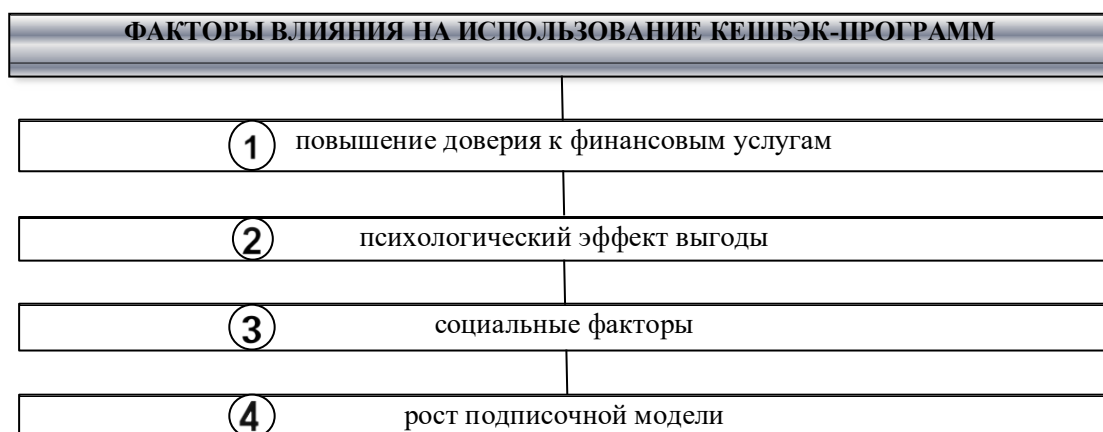 ФАКТОРЫ ВЛИЯНИЯ НА ИСПОЛЬЗОВАНИЕ КЕШБЭК-ПРОГРАММ
1 повышение доверия к финансовым услугам
2 психологический эффект выгоды
3 социальные факторы
4 рост подписочной модели